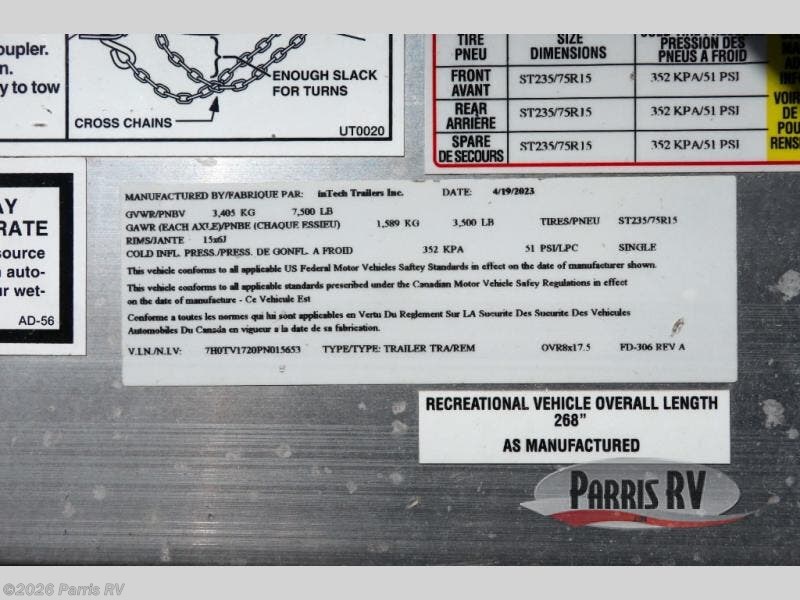 oupler.
n.
y to tow
ENOUGH SLACK
FOR TURNS
CROSS CHAINS
UT0020
TIRE SIZE
PNEU DIMENSIONS PRESSION DES
PNEUS A FROID
FRONT
AVANT ST235/75R15 352 KPA/51 PSI
REAR
ARRIÈRE ST235/75R15 352 KPA/51 PSI
SPARE
DE SECOURS ST235/75R15 352 KPA/51 PSI
VOIR
DE
POU
RENSE
AY
RATE
source
auto-
ur wet-
AD-56
MANUFACTURED BY/FABRIQUE PAR: inTech Trailers Inc. DATE: 4/19/2023
GVWR/PNBV 3,405 KG 7,500 LB
GAWR (EACH AXLE)/PNBE (CHAQUE ESSIEU) 1,589 KG 3,500 LB TIRES/PNEU ST235/75R15
RIMS/JANTE 15x6J
COLD INFL. PRESS./PRESS. DE GONFL. A FROID 352 KPA 51 PSI/LPC SINGLE
This vehicle conforms to all applicable US Federal Motor Vehicles Saftey Standards in effect on the date of manufacturer shown.
This vehicle conforms to all applicable standards prescribed under the Canadian Motor Vehicle Safey Regulations in effect
on the date of manufacture - Ce Vehicule Est
Conforme a toutes les normes qui lui sont applicables en Vertu Du Reglement Sur LA Sucurite Des Sucurite Des Vehicules
Automobiles Du Canada en vigueur a la date de sa fabrication.
V.I.N./N.I.V: 7H0TV1720PN015653 TYPE/TYPE: TRAILER TRA/REM OVR8x17.5 FD-306 REV A
RECREATIONAL VEHICLE OVERALL LENGTH
268"
AS MANUFACTURED
PARRIS RV
©2026 Parris RV